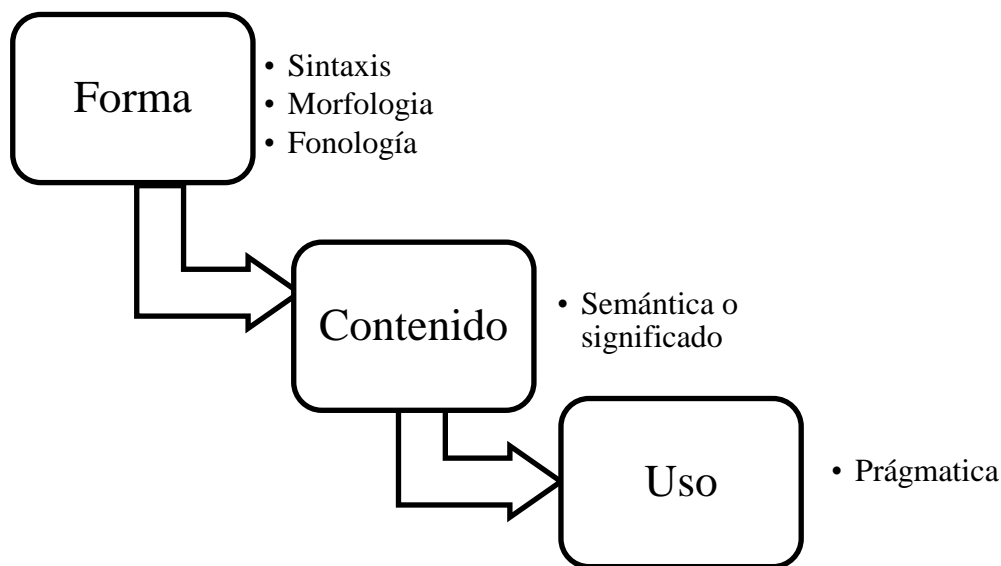 Forma
• Sintaxis
• Morfologia
• Fonología
Contenido
• Semántica o
significado
Uso
• Prágmatica